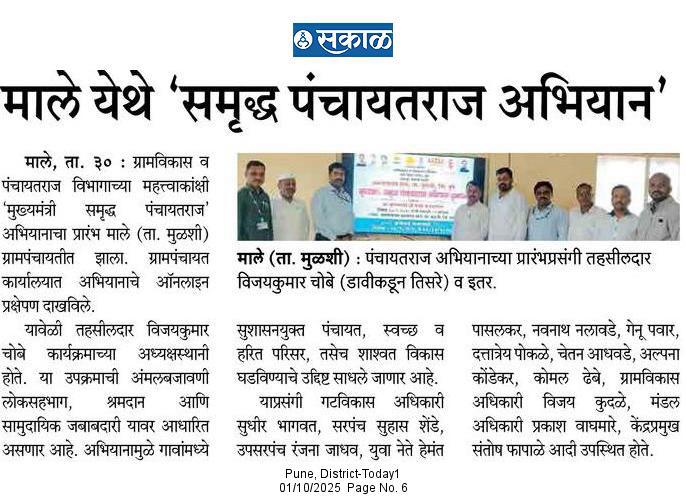 सकाळ
माले येथे ‘समृद्ध पंचायतराज अभियान’
माले, ता. ३० : ग्रामविकास व
पंचायतराज विभागाच्या महत्त्वाकांक्षी
‘मुख्यमंत्री समृद्ध पंचायतराज’
अभियानाचा प्रारंभ माले (ता. मुळशी)
ग्रामपंचायतीत झाला. ग्रामपंचायत
कार्यालयात अभियानाचे ऑनलाइन
प्रक्षेपण दाखविले.
यावेळी तहसीलदार विजयकुमार
चोबे कार्यक्रमाच्या अध्यक्षस्थानी
होते. या उपक्रमाची अंमलबजावणी
लोकसहभाग, श्रमदान आणि
सामुदायिक जबाबदारी यावर आधारित
असणार आहे. अभियानामुळे गावांमध्ये
माले (ता. मुळशी) : पंचायतराज अभियानाच्या प्रारंभप्रसंगी तहसीलदार
विजयकुमार चोबे (डावीकडून तिसरे) व इतर.
सुशासनयुक्त पंचायत, स्वच्छ व
हरित परिसर, तसेच शाश्वत विकास
घडविण्याचे उद्दिष्ट साधले जाणार आहे.
याप्रसंगी गटविकास अधिकारी
सुधीर भागवत, सरपंच सुहास शेंडे,
उपसरपंच रंजना जाधव, युवा नेते हेमंत
पासलकर, नवनाथ नलावडे, गेनू पवार,
दत्तात्रेय पोकळे, चेतन आधवडे, अल्पना
कोंडेकर, कोमल ढेबे, ग्रामविकास
अधिकारी विजय कुदळे, मंडल
अधिकारी प्रकाश वाघमारे, केंद्रप्रमुख
संतोष फापाळे आदी उपस्थित होते.
Pune, District-Today1
01/10/2025 Page No. 6